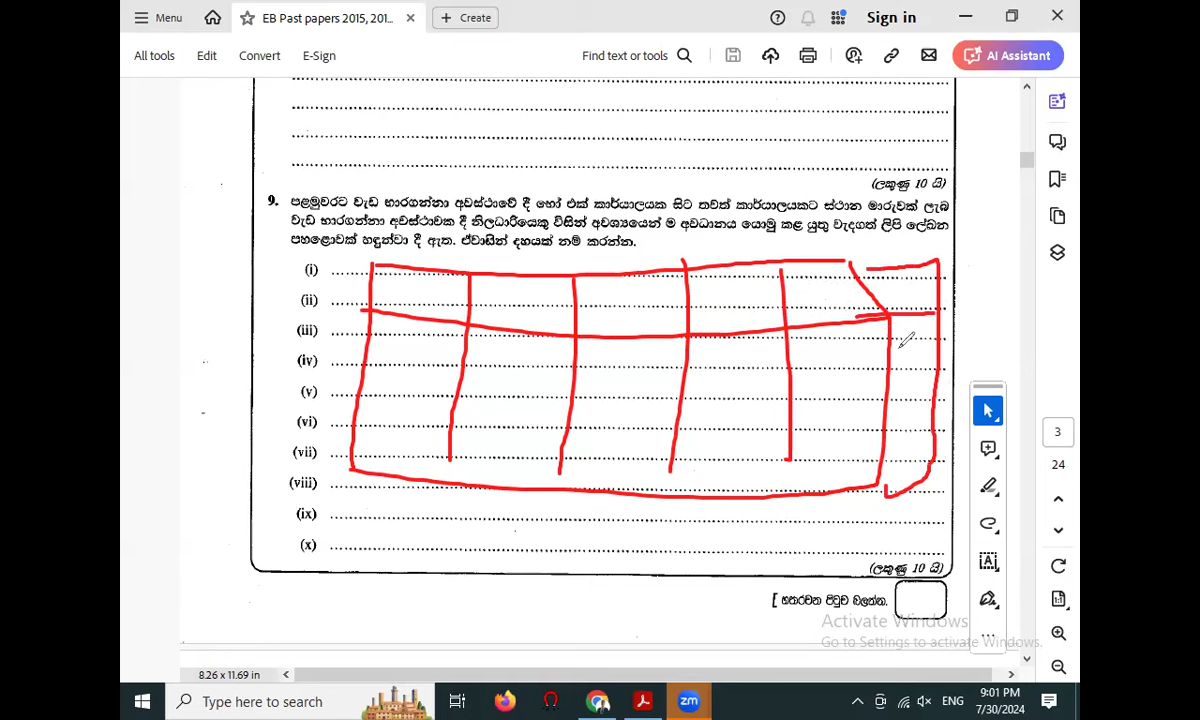 Menu
EB Past papers 2015, 201...
Create
Sign in
All tools Edit Convert E-Sign
Find text or tools
AI Assistant
(ලකුණු 10 යි)
9. පළමුවරට වැඩ භාරගන්නා අවස්ථාවේ දී හෝ එක් කාර්යාලයක සිට තවත් කාර්යාලයකට ස්ථාන මාරුවක් ලැබ
වැඩ භාරගන්නා අවස්ථාවක දී නිලධාරියෙකු විසින් අවශ්‍යයෙන් ම අවධානය යොමු කළ යුතු වැදගත් ලිපි ලේඛන
පහළොවක් හඳුන්වා දී ඇත. ඒවායින් දහයක් නම් කරන්න.
(i)
(ii)
(iii)
(iv)
(v)
(vi)
(vii)
(viii)
(ix)
(x)
(ලකුණු 10 යි)
[ හතරවන පිටුව බලන්න.
3
24
Activate Windows
Go to Settings to activate Windows.
8.26 x 11.69 in
Type here to search
zm
ENG
9:01 PM
7/30/2024